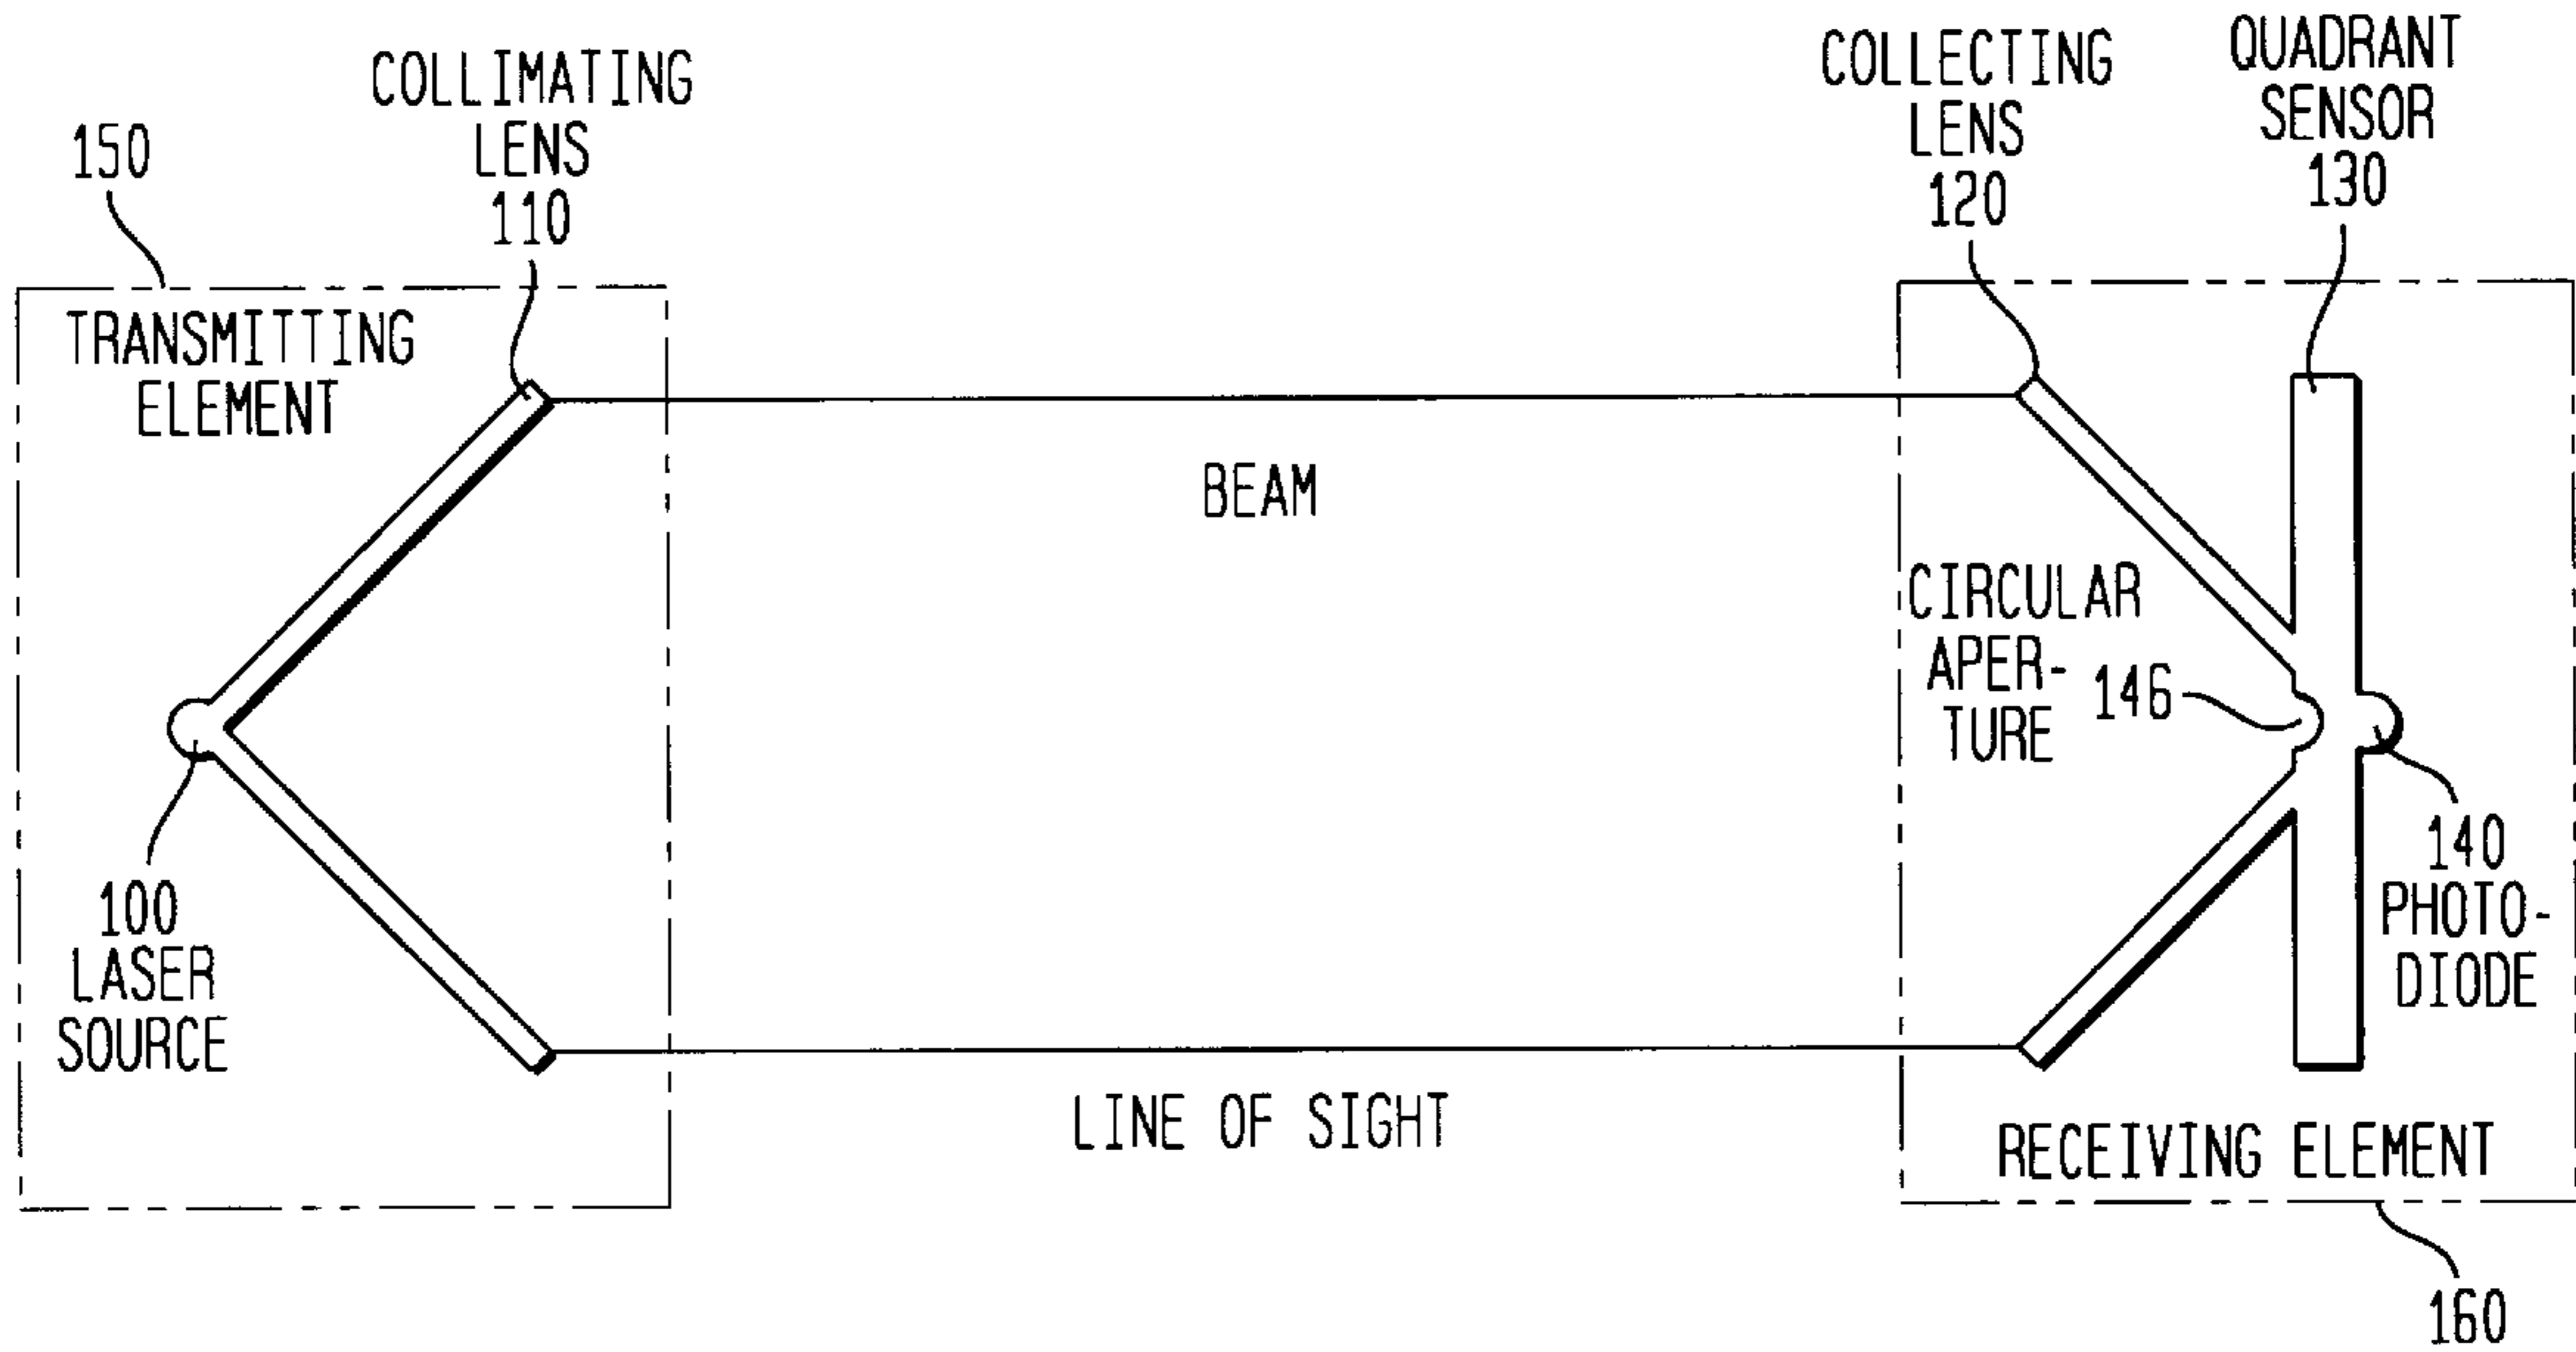 150
COLLIMATING
LENS
110
COLLECTING
LENS
120
QUADRANT
SENSOR
130
TRANSMITTING
ELEMENT
BEAM
CIRCULAR
APER-
TURE
146
100
LASER
SOURCE
140
PHOTO-
DIODE
LINE OF SIGHT
RECEIVING ELEMENT
160